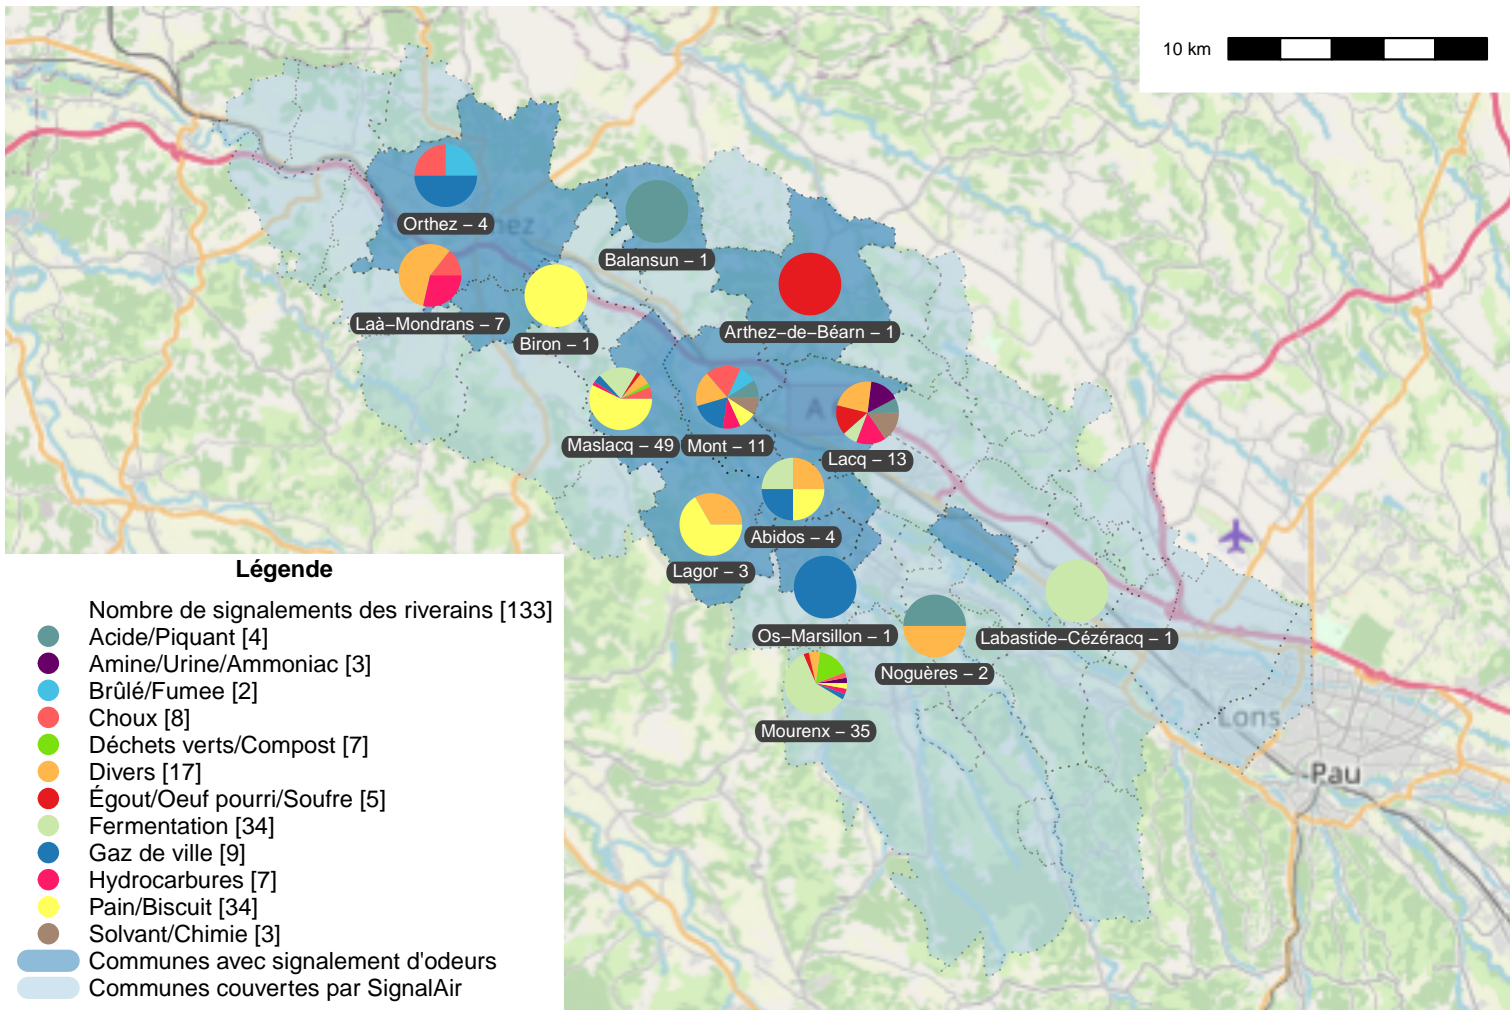 10 km
Orthez – 4
Balansun – 1
Laà–Mondrans – 7
Biron – 1
Arthez–de–Béarn – 1
Maslacq – 49
Mont – 11
Lacq – 13
Abidos – 4
Lagor – 3
Os–Marsillon – 1
Labastide–Cézéracq – 1
Noguères – 2
Mourenx – 35
Lons
Pau
Légende
Nombre de signalements des riverains [133]
Acide/Piquant [4]
Amine/Urine/Ammoniac [3]
Brûlé/Fumee [2]
Choux [8]
Déchets verts/Compost [7]
Divers [17]
Égout/Oeuf pourri/Soufre [5]
Fermentation [34]
Gaz de ville [9]
Hydrocarbures [7]
Pain/Biscuit [34]
Solvant/Chimie [3]
Communes avec signalement d'odeurs
Communes couvertes par SignalAir